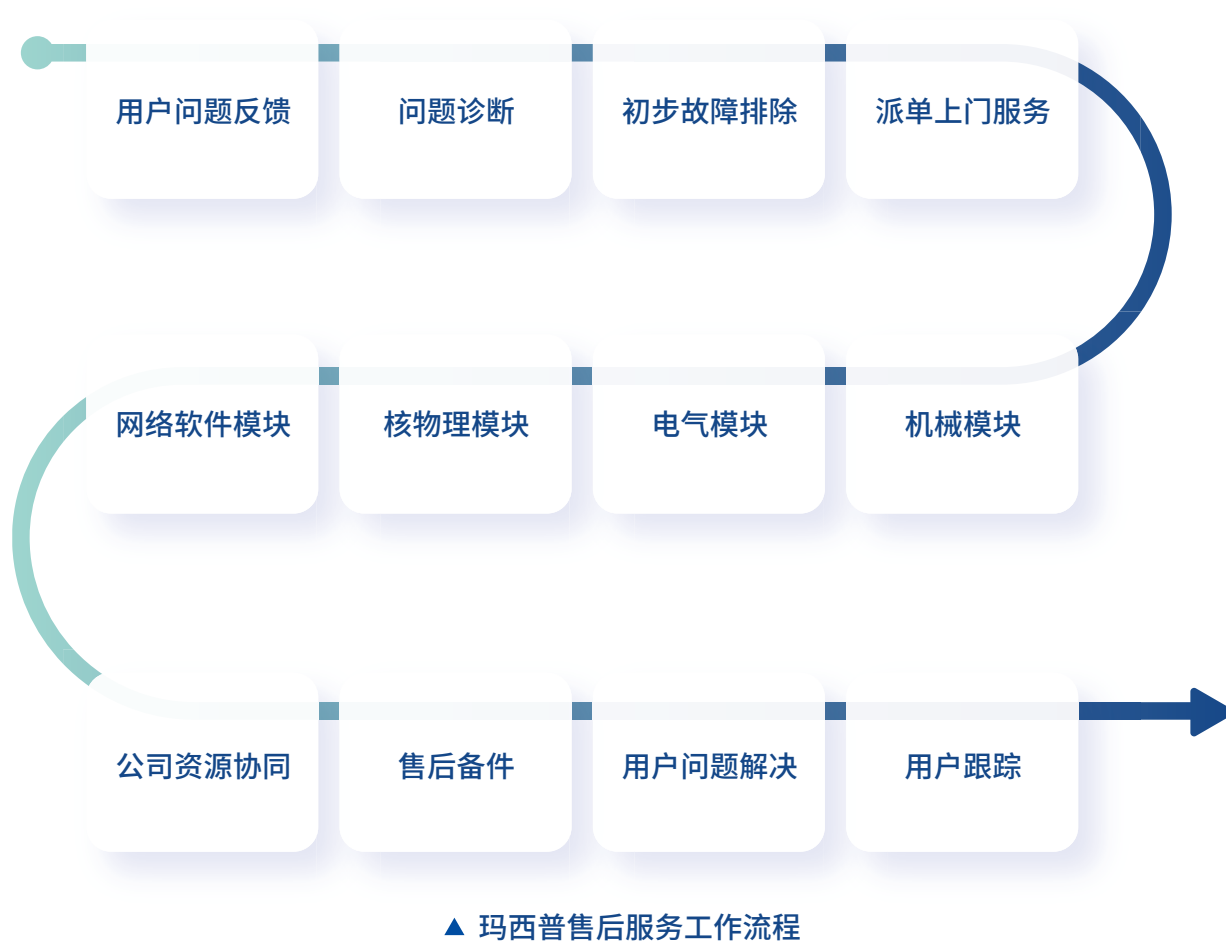 用户问题反馈
问题诊断
初步故障排除
派单上门服务
网络软件模块
核物理模块
电气模块
机械模块
公司资源协同
售后备件
用户问题解决
用户跟踪
▲ 玛西普售后服务工作流程